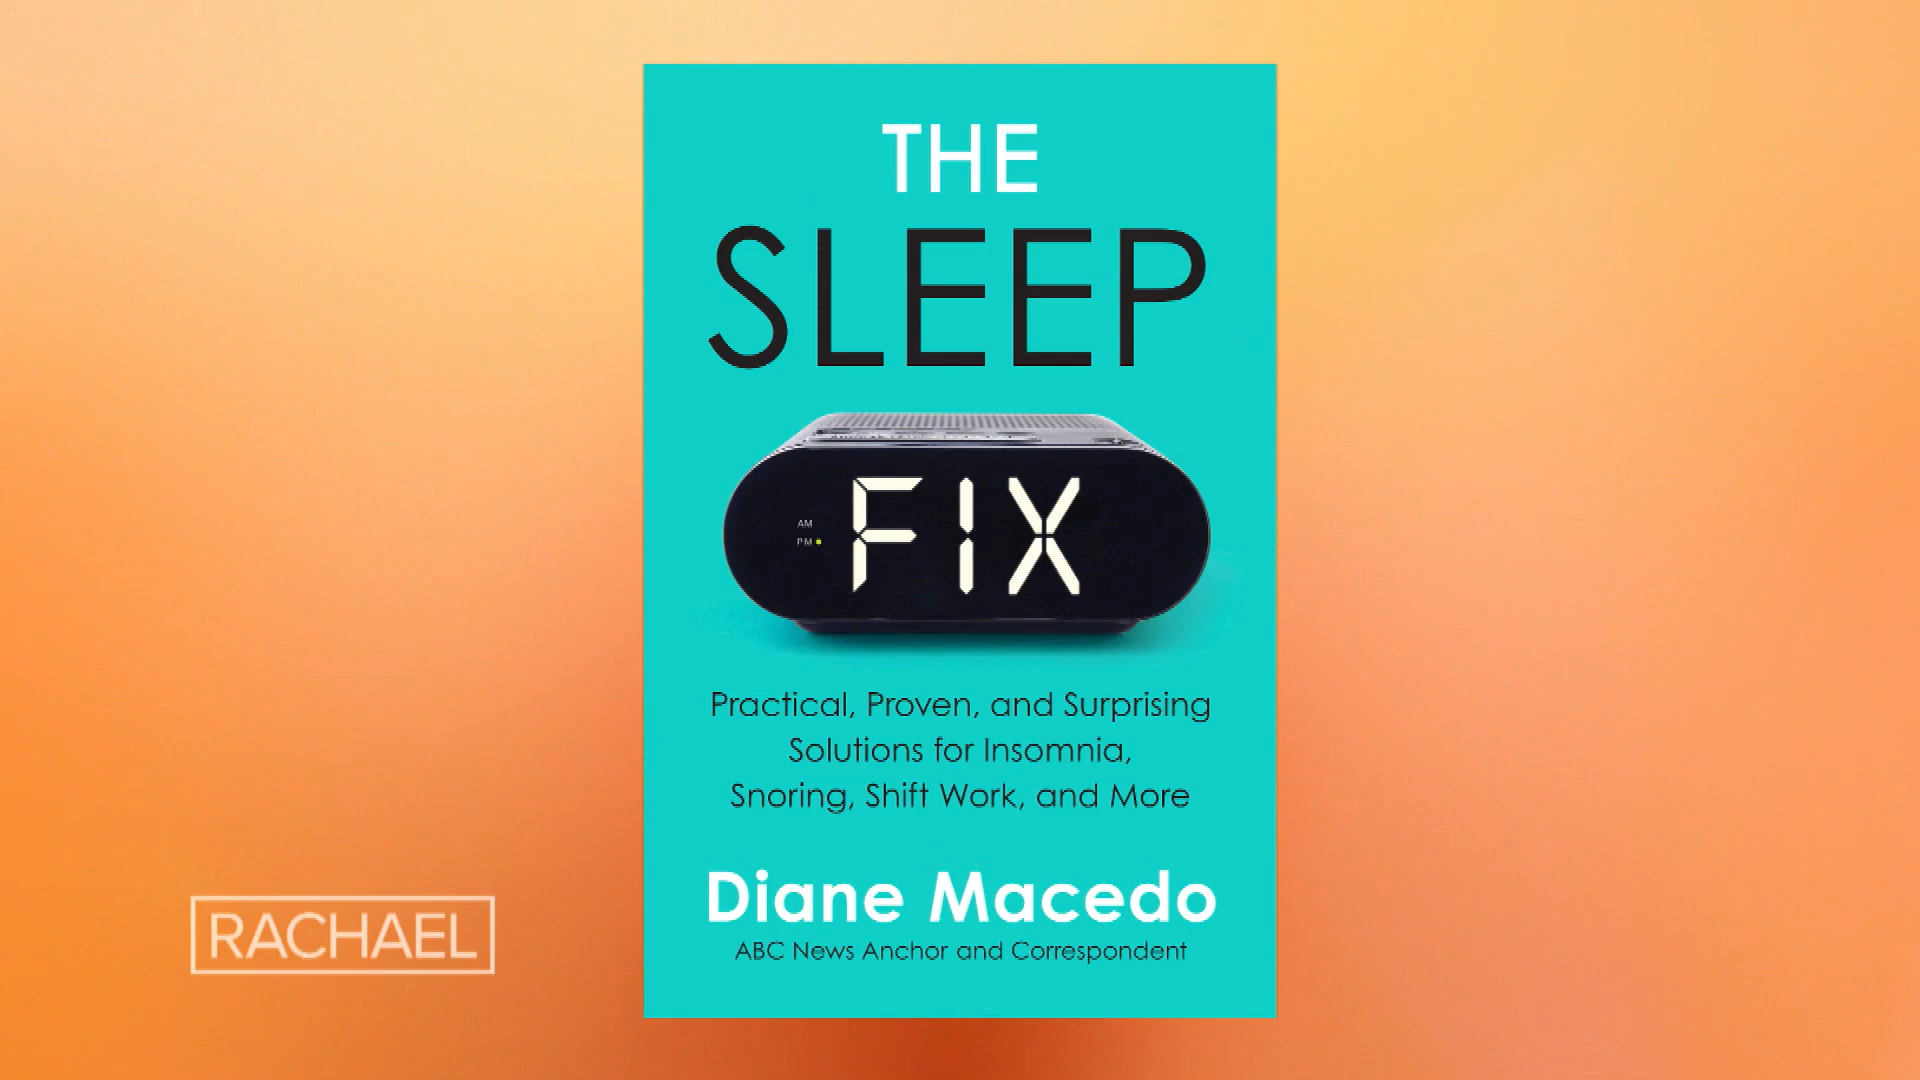 THE
SLEEP
FIX
AM
PM
Practical, Proven, and Surprising
Solutions for Insomnia,
Snoring, Shift Work, and More
Diane Macedo
ABC News Anchor and Correspondent
RACHAEL